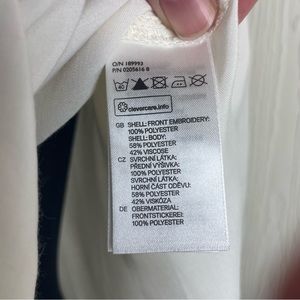 O/N 189993
P/N 0205616 8
40
clevercare.info
GB SHELL: FRONT EMBROIDERY:
100% POLYESTER
SHELL: BODY:
58% POLYESTER
42% VISCOSE
CZ SVRCHNÍ LÁTKA:
PŘEDNÍ VÝŠIVKA:
100% POLYESTER
SVRCHNÍ LÁTKA:
HORNÍ ČÁST ODĚVU:
58% POLYESTER
42% VISKÓZA
DE OBERMATERIAL:
FRONTSTICKEREI:
100% POLYESTER